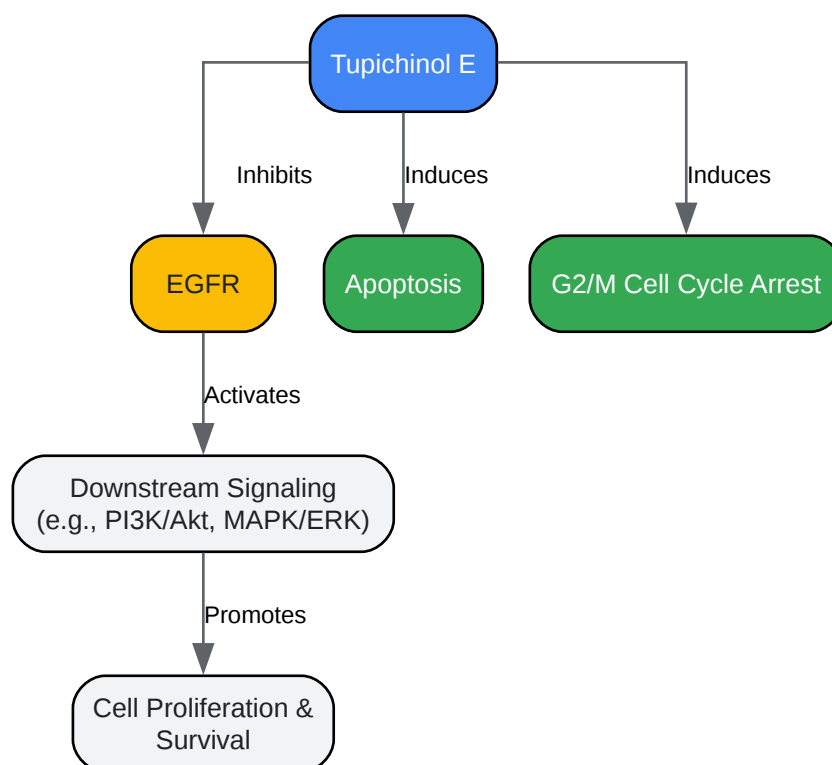 Tupichinol E
Inhibits
Induces
Induces
EGFR
Apoptosis
G2/M Cell Cycle Arrest
Activates
Downstream Signaling
(e.g., PI3K/Akt, MAPK/ERK)
Promotes
Cell Proliferation &
Survival